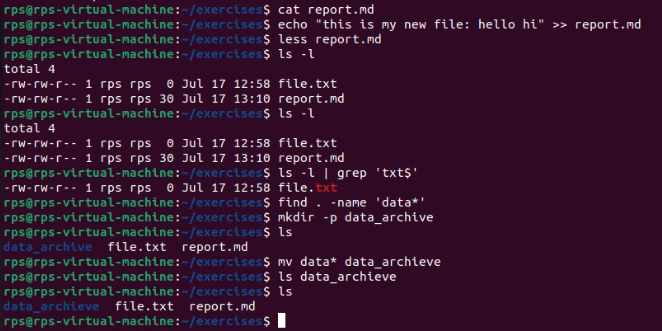 rps@rps-virtual-machine:~/exercises$ cat report.md
rps@rps-virtual-machine:~/exercises$ echo "this is my new file: hello hi" >> report.md
rps@rps-virtual-machine:~/exercises$ less report.md
rps@rps-virtual-machine:~/exercises$ ls -l
total 4
-rw-rw-r-- 1 rps rps  0 Jul 17 12:58 file.txt
-rw-rw-r-- 1 rps rps 30 Jul 17 13:10 report.md
rps@rps-virtual-machine:~/exercises$ ls -l
total 4
-rw-rw-r-- 1 rps rps  0 Jul 17 12:58 file.txt
-rw-rw-r-- 1 rps rps 30 Jul 17 13:10 report.md
rps@rps-virtual-machine:~/exercises$ ls -l | grep 'txt$'
-rw-rw-r-- 1 rps rps  0 Jul 17 12:58 file.txt
rps@rps-virtual-machine:~/exercises$ find . -name 'data*'
rps@rps-virtual-machine:~/exercises$ mkdir -p data_archive
rps@rps-virtual-machine:~/exercises$ ls
data_archive  file.txt  report.md
rps@rps-virtual-machine:~/exercises$ mv data* data_archieve
rps@rps-virtual-machine:~/exercises$ ls data_archieve
rps@rps-virtual-machine:~/exercises$ ls
data_archieve  file.txt  report.md
rps@rps-virtual-machine:~/exercises$